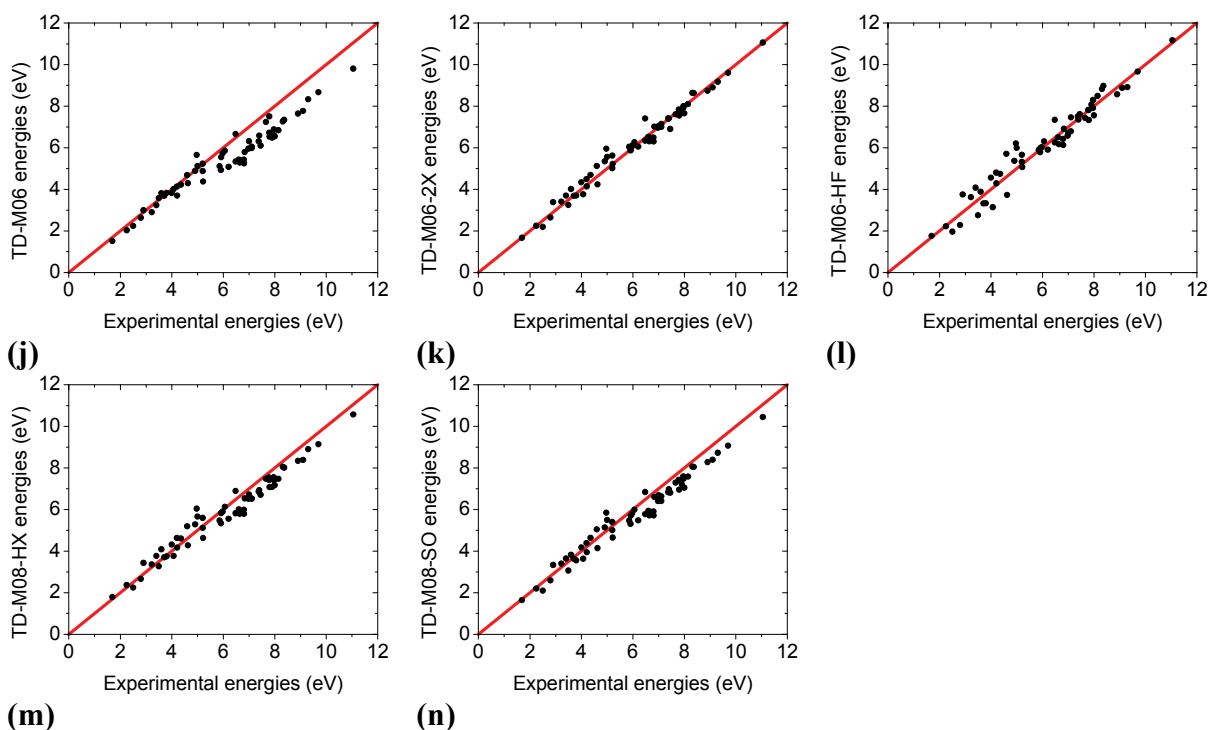 TD-M06 energies (eV)
12
10
8
6
4
2
0
0 2 4 6 8 10 12
Experimental energies (eV)
(j)
TD-M06-2X energies (eV)
12
10
8
6
4
2
0
0 2 4 6 8 10 12
Experimental energies (eV)
(k)
TD-M06-HF energies (eV)
12
10
8
6
4
2
0
0 2 4 6 8 10 12
Experimental energies (eV)
(l)
TD-M08-HX energies (eV)
12
10
8
6
4
2
0
0 2 4 6 8 10 12
Experimental energies (eV)
(m)
TD-M08-SO energies (eV)
12
10
8
6
4
2
0
0 2 4 6 8 10 12
Experimental energies (eV)
(n)